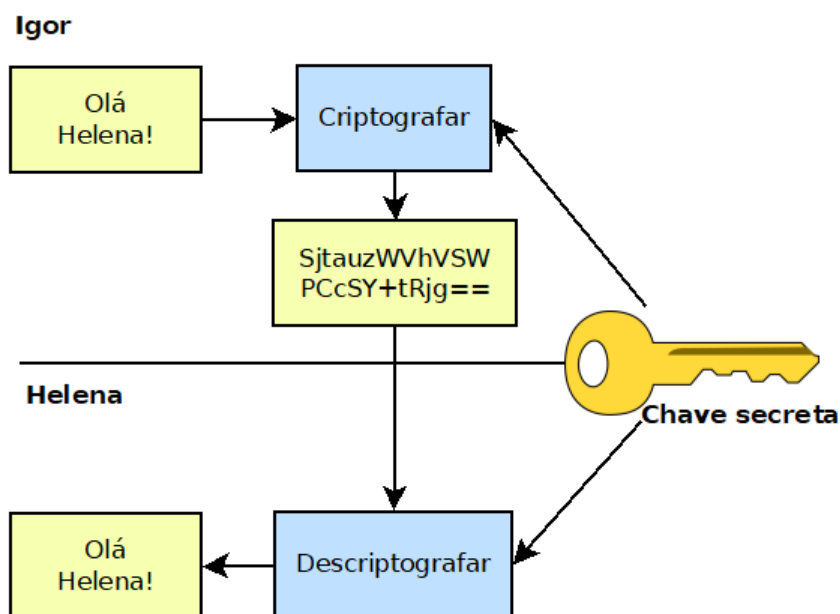 Igor
Olá
Helena!
Criptografar
SjtauzWVhVSW
PCcSY+tRjg==
Helena
Chave secreta
Olá
Helena!
Descriptografar